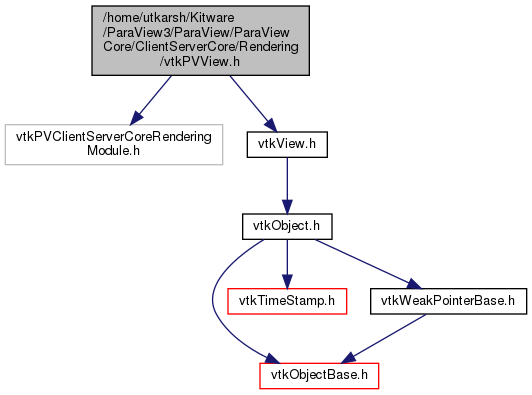 /home/utkarsh/Kitware
/ParaView3/ParaView/ParaView
Core/ClientServerCore/Rendering
/vtkPVView.h
vtkPVClientServerCoreRendering
Module.h
vtkView.h
vtkObject.h
vtkTimeStamp.h
vtkWeakPointerBase.h
vtkObjectBase.h